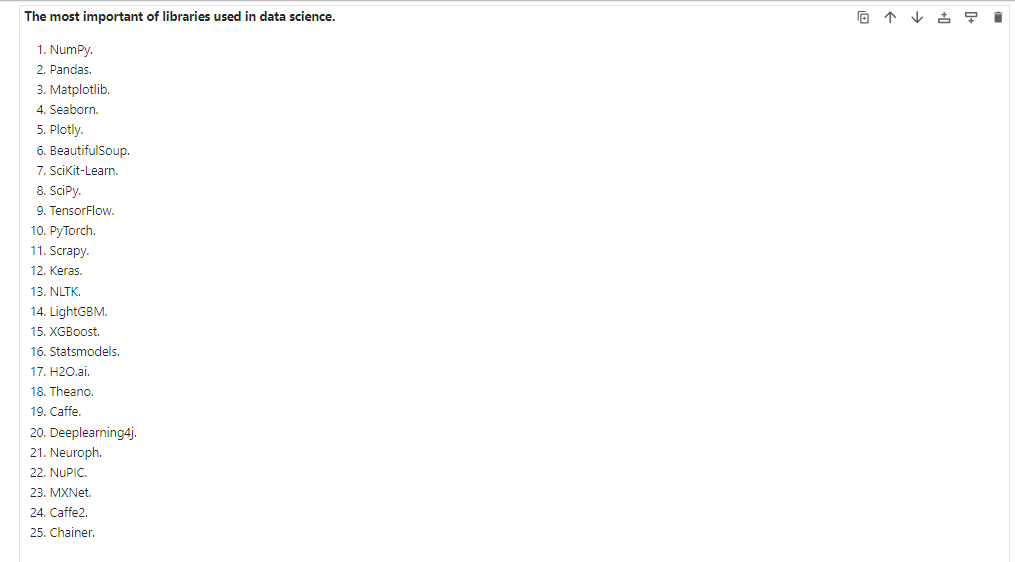 The most important of libraries used in data science.
1. NumPy.
2. Pandas.
3. Matplotlib.
4. Seaborn.
5. Plotly.
6. BeautifulSoup.
7. SciKit-Learn.
8. SciPy.
9. TensorFlow.
10. PyTorch.
11. Scrapy.
12. Keras.
13. NLTK.
14. LightGBM.
15. XGBoost.
16. Statsmodels.
17. H2O.ai.
18. Theano.
19. Caffe.
20. Deeplearning4j.
21. Neuroph.
22. NuPIC.
23. MXNet.
24. Caffe2.
25. Chainer.